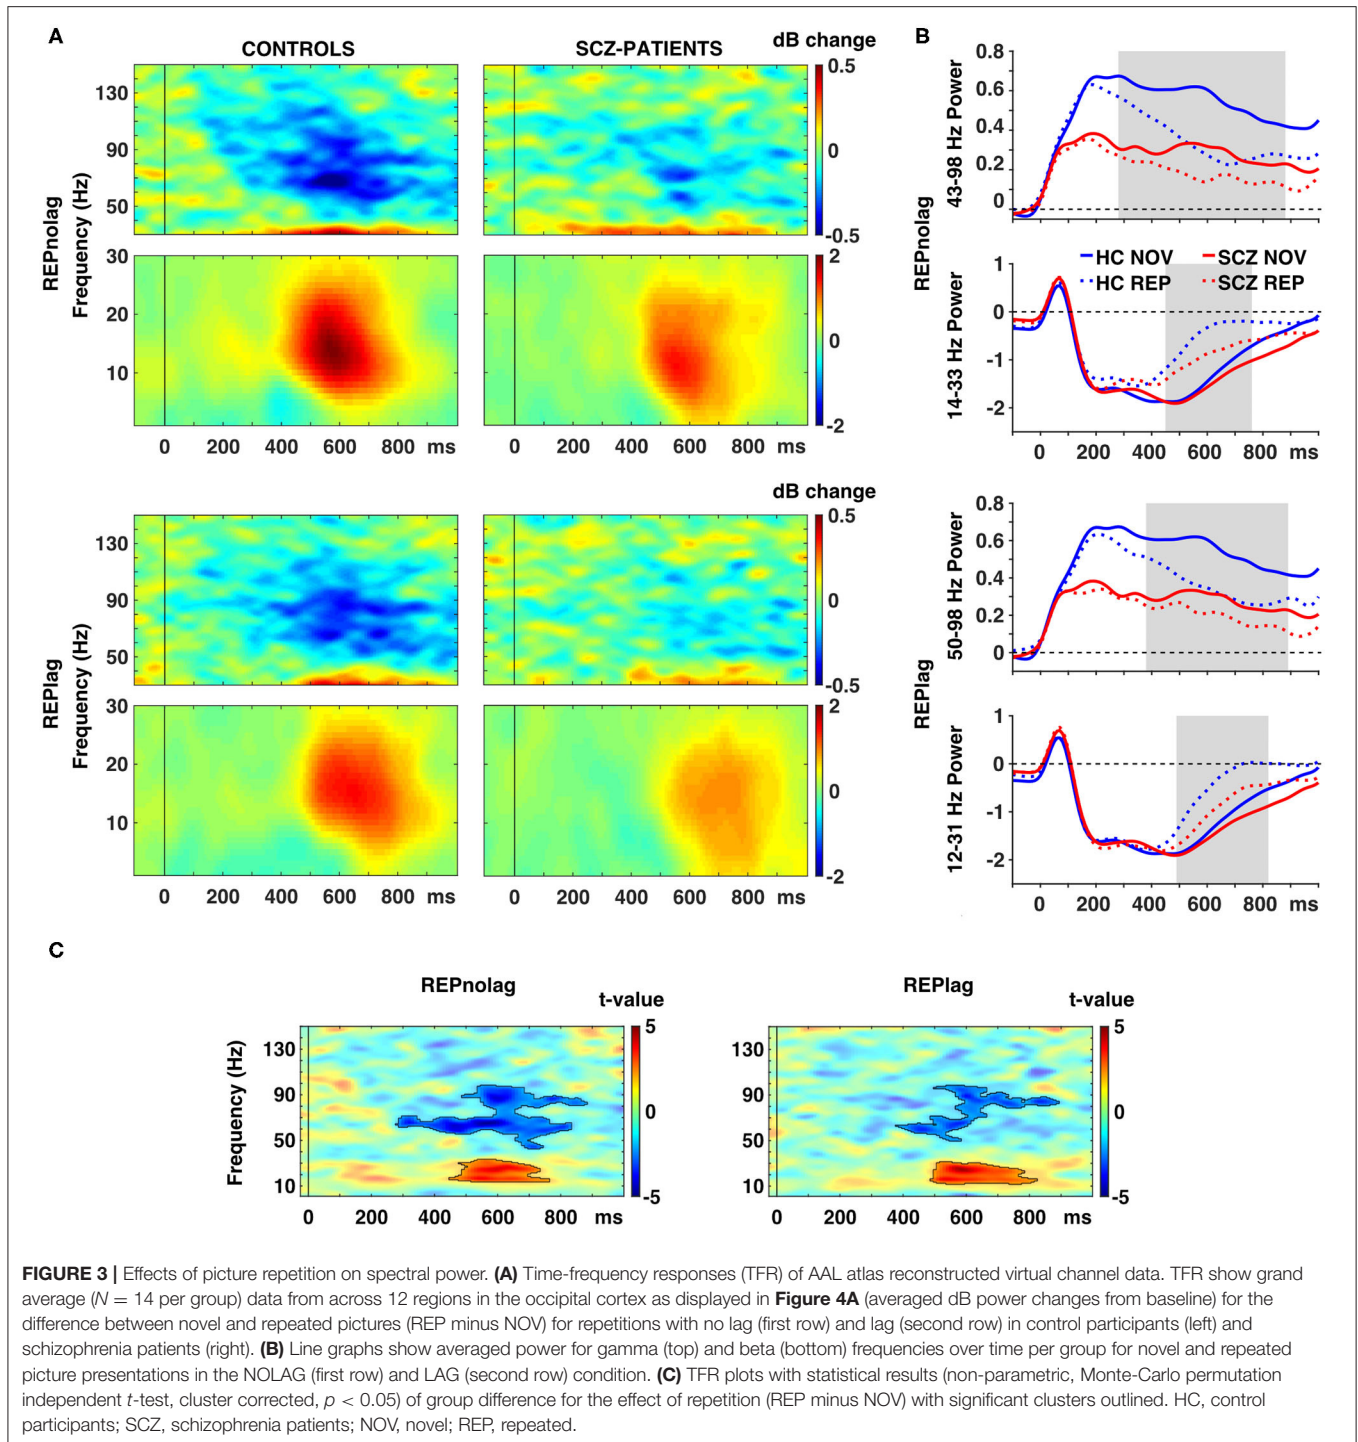 A
CONTROLS
SCZ-PATIENTS
dB change
REPnolag
Frequency (Hz)
130
90
50
0.5
0
-0.5
30
20
10
2
0
-2
0 200 400 600 800 ms
0 200 400 600 800 ms
dB change
REPlag
Frequency (Hz)
130
90
50
0.5
0
-0.5
30
20
10
2
0
-2
0 200 400 600 800 ms
0 200 400 600 800 ms
B
REPnolag
43-98 Hz Power
0.8
0.6
0.4
0.2
0
14-33 Hz Power
1
0
-1
-2
HC NOV
SCZ NOV
HC REP
SCZ REP
0 200 400 600 800 ms
REPlag
50-98 Hz Power
0.8
0.6
0.4
0.2
0
12-31 Hz Power
1
0
-1
-2
0 200 400 600 800 ms
C
REPnolag
t-value
Frequency (Hz)
130
90
50
10
5
0
-5
0 200 400 600 800 ms
REPlag
t-value
130
90
50
10
5
0
-5
0 200 400 600 800 ms
FIGURE 3 | Effects of picture repetition on spectral power. (A) Time-frequency responses (TFR) of AAL atlas reconstructed virtual channel data. TFR show grand
average (N = 14 per group) data from across 12 regions in the occipital cortex as displayed in Figure 4A (averaged dB power changes from baseline) for the
difference between novel and repeated pictures (REP minus NOV) for repetitions with no lag (first row) and lag (second row) in control participants (left) and
schizophrenia patients (right). (B) Line graphs show averaged power for gamma (top) and beta (bottom) frequencies over time per group for novel and repeated
picture presentations in the NOLAG (first row) and LAG (second row) condition. (C) TFR plots with statistical results (non-parametric, Monte-Carlo permutation
independent t-test, cluster corrected, p < 0.05) of group difference for the effect of repetition (REP minus NOV) with significant clusters outlined. HC, control
participants; SCZ, schizophrenia patients; NOV, novel; REP, repeated.